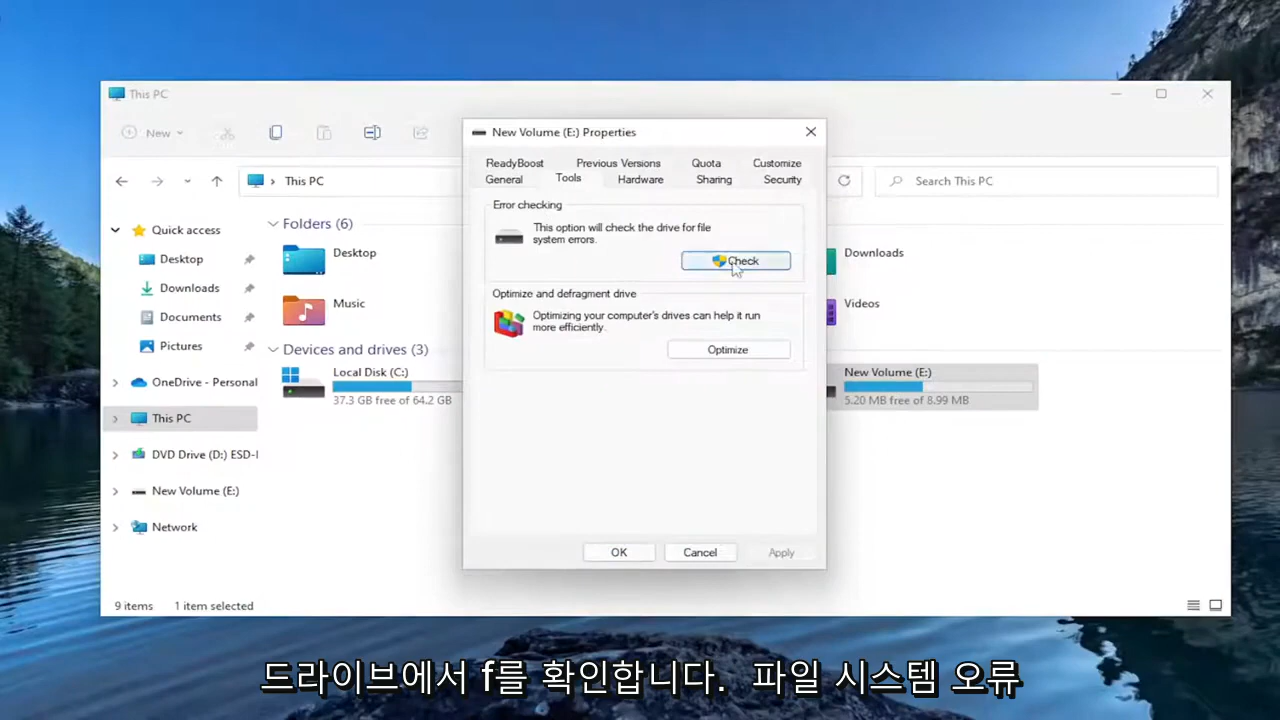 This PC
New
This PC
Search This PC
Quick access
Desktop
Downloads
Documents
Pictures
OneDrive - Personal
This PC
DVD Drive (D:) ESD-I
New Volume (E:)
Network
Folders (6)
Desktop
Music
Downloads
Videos
Devices and drives (3)
Local Disk (C:)
37.3 GB free of 64.2 GB
New Volume (E:)
5.20 MB free of 8.99 MB
9 items 1 item selected
New Volume (E:) Properties
ReadyBoost Previous Versions Quota Customize
General Tools Hardware Sharing Security
Error checking
This option will check the drive for file
system errors.
Check
Optimize and defragment drive
Optimizing your computer's drives can help it run
more efficiently.
Optimize
OK Cancel Apply
드라이브에서 f를 확인합니다. 파일 시스템 오류